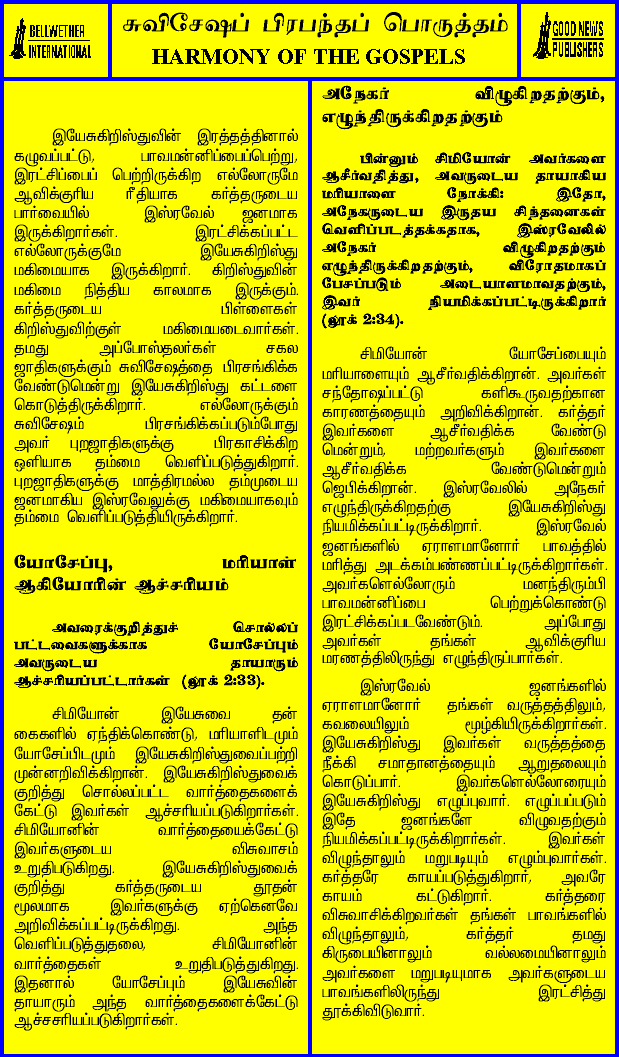 BELLWETHER
INTERNATIONAL
சுவிசேஷப் பிரபந்தப் பொருத்தம்
HARMONY OF THE GOSPELS
GOOD NEWS
PUBLISHERS
இயேசுகிறிஸ்துவின் இரத்தத்தினால்
கழுவப்பட்டு, பாவமன்னிப்பைப்பெற்று,
இரட்சிப்பைப் பெற்றிருக்கிற எல்லோருமே
ஆவிக்குரிய ரீதியாக கர்த்தருடைய
பார்வையில் இஸ்ரவேல் ஜனமாக
இருக்கிறார்கள். இரட்சிக்கப்பட்ட
எல்லோருக்குமே இயேசுகிறிஸ்து
மகிமையாக இருக்கிறார். கிறிஸ்துவின்
மகிமை நித்திய காலமாக இருக்கும்.
கர்த்தருடைய பிள்ளைகள்
கிறிஸ்துவிற்குள் மகிமையடைவார்கள்.
தமது அப்போஸ்தலர்கள் சகல
ஜாதிகளுக்கும் சுவிசேஷத்தை பிரசங்கிக்க
வேண்டுமென்று இயேசுகிறிஸ்து கட்டளை
கொடுத்திருக்கிறார். எல்லோருக்கும்
சுவிசேஷம் பிரசங்கிக்கப்படும்போது
அவர் புறஜாதிகளுக்கு பிரகாசிக்கிற
ஒளியாக தம்மை வெளிப்படுத்துகிறார்.
புறஜாதிகளுக்கு மாத்திரமல்ல தம்முடைய
ஜனமாகிய இஸ்ரவேலுக்கு மகிமையாகவும்
தம்மை வெளிப்படுத்தியிருக்கிறார்.
யோசேப்பு, மரியாள்
ஆகியோரின் ஆச்சரியம்
அவரைக்குறித்துச் சொல்லப்
பட்டவைகளுக்காக யோசேப்பும்
அவருடைய தாயாரும்
ஆச்சரியப்பட்டார்கள் (லூக் 2:33).
சிமியோன் இயேசுவை தன்
கைகளில் ஏந்திக்கொண்டு, மரியாளிடமும்
யோசேப்பிடமும் இயேசுகிறிஸ்துவைப்பற்றி
முன்னறிவிக்கிறான். இயேசுகிறிஸ்துவைக்
குறித்து சொல்லப்பட்ட வார்த்தைகளைக்
கேட்டு இவர்கள் ஆச்சரியப்படுகிறார்கள்.
சிமியோனின் வார்த்தையைக்கேட்டு
இவர்களுடைய விசுவாசம்
உறுதிபடுகிறது. இயேசுகிறிஸ்துவைக்
குறித்து கர்த்தருடைய தூதன்
மூலமாக இவர்களுக்கு ஏற்கெனவே
அறிவிக்கப்பட்டிருக்கிறது. அந்த
வெளிப்படுத்துதலை, சிமியோனின்
வார்த்தைகள் உறுதிபடுத்துகிறது.
இதனால் யோசேப்பும் இயேசுவின்
தாயாரும் அந்த வார்த்தைகளைக்கேட்டு
ஆச்சசரியப்படுகிறார்கள்.
அநேகர் விழுகிறதற்கும்,
எழுந்திருக்கிறதற்கும்
பின்னும் சிமியோன் அவர்களை
ஆசீர்வதித்து, அவருடைய தாயாகிய
மரியாளை நோக்கி: இதோ,
அநேகருடைய இருதய சிந்தனைகள்
வெளிப்படத்தக்கதாக, இஸ்ரவேலில்
அநேகர் விழுகிறதற்கும்
எழுந்திருக்கிறதற்கும், விரோதமாகப்
பேசப்படும் அடையாளமாவதற்கும்,
இவர் நியமிக்கப்பட்டிருக்கிறார்
(லூக் 2:34).
சிமியோன் யோசேப்பையும்
மரியாளையும் ஆசீர்வதிக்கிறான். அவர்கள்
சந்தோஷப்பட்டு களிகூருவதற்கான
காரணத்தையும் அறிவிக்கிறான். கர்த்தர்
இவர்களை ஆசீர்வதிக்க வேண்டு
மென்றும், மற்றவர்களும் இவர்களை
ஆசீர்வதிக்க வேண்டுமென்றும்
ஜெபிக்கிறான். இஸ்ரவேலில் அநேகர்
எழுந்திருக்கிறதற்கு இயேசுகிறிஸ்து
நியமிக்கப்பட்டிருக்கிறார். இஸ்ரவேல்
ஜனங்களில் ஏராளமானோர் பாவத்தில்
மரித்து அடக்கம்பண்ணப்பட்டிருக்கிறார்கள்.
அவர்களெல்லோரும் மனந்திரும்பி
பாவமன்னிப்பை பெற்றுக்கொண்டு
இரட்சிக்கப்படவேண்டும். அப்போது
அவர்கள் தங்கள் ஆவிக்குரிய
மரணத்திலிருந்து எழுந்திருப்பார்கள்.
இஸ்ரவேல் ஜனங்களில்
ஏராளமானோர் தங்கள் வருத்தத்திலும்,
கவலையிலும் மூழ்கியிருக்கிறார்கள்.
இயேசுகிறிஸ்து இவர்கள் வருத்தத்தை
நீக்கி சமாதானத்தையும் ஆறுதலையும்
கொடுப்பார். இவர்களெல்லோரையும்
இயேசுகிறிஸ்து எழுப்புவார். எழுப்பப்படும்
இதே ஜனங்களே விழுவதற்கும்
நியமிக்கப்பட்டிருக்கிறார்கள். இவர்கள்
விழுந்தாலும் மறுபடியும் எழும்புவார்கள்.
கர்த்தரே காயப்படுத்துகிறார், அவரே
காயம் கட்டுகிறார். கர்த்தரை
விசுவாசிக்கிறவர்கள் தங்கள் பாவங்களில்
விழுந்தாலும், கர்த்தர் தமது
கிருபையினாலும் வல்லமையினாலும்
அவர்களை மறுபடியுமாக அவர்களுடைய
பாவங்களிலிருந்து இரட்சித்து
தூக்கிவிடுவார்.